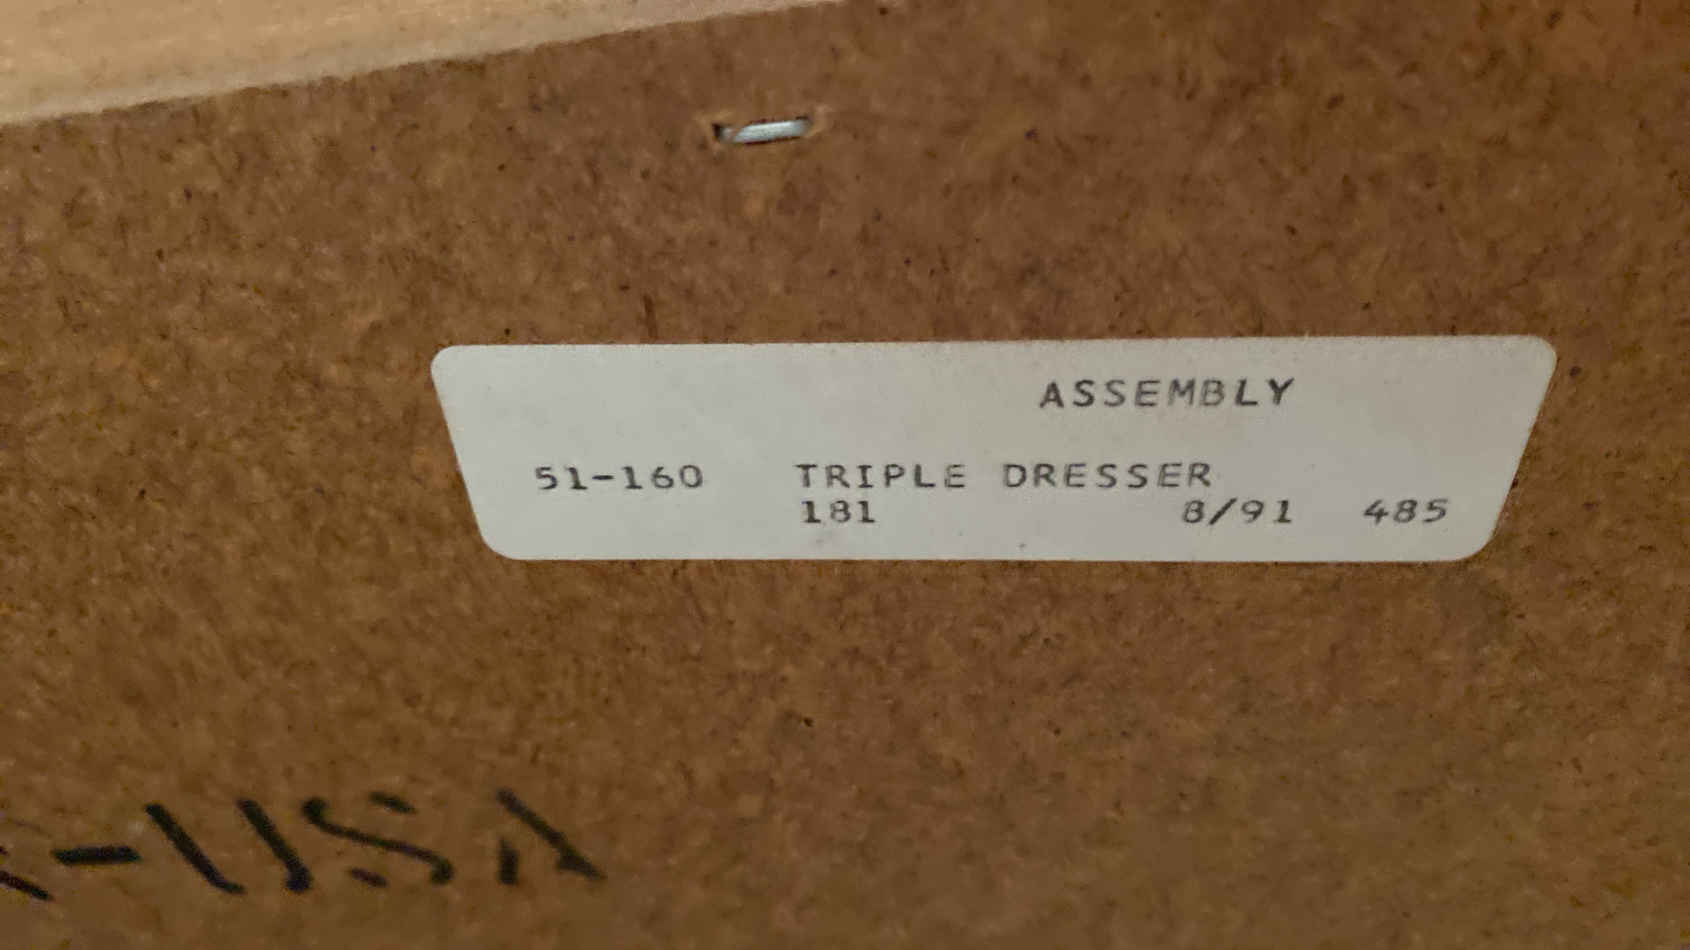 ASSEMBLY
51-160 TRIPLE DRESSER
181 8/91 485
-USA